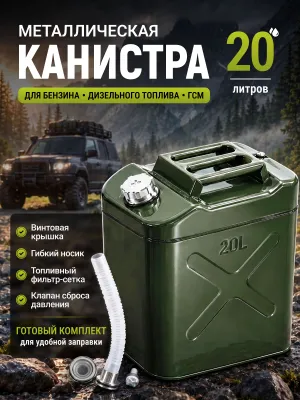 МЕТАЛЛИЧЕСКАЯ
КАНИСТРА
20
литров
ДЛЯ БЕНЗИНА • ДИЗЕЛЬНОГО ТОПЛИВА • ГСМ
20L
Винтовая
крышка
Гибкий носик
Топливный
фильтр-сетка
Клапан сброса
давления
ГОТОВЫЙ КОМПЛЕКТ
для удобной заправки